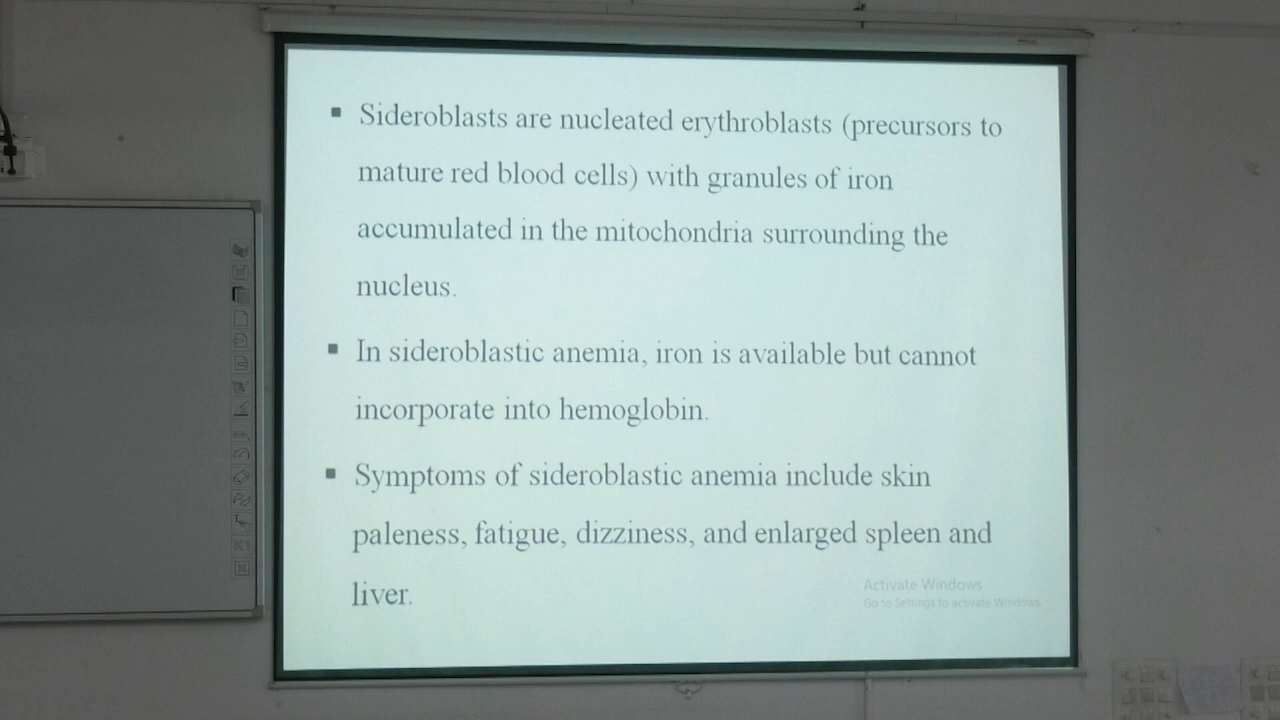 ▪ Sideroblasts are nucleated erythroblasts (precursors to
mature red blood cells) with granules of iron
accumulated in the mitochondria surrounding the
nucleus.
▪ In sideroblastic anemia, iron is available but cannot
incorporate into hemoglobin.
▪ Symptoms of sideroblastic anemia include skin
paleness, fatigue, dizziness, and enlarged spleen and
liver.
Activate Windows
Go to Settings to activate Windows.